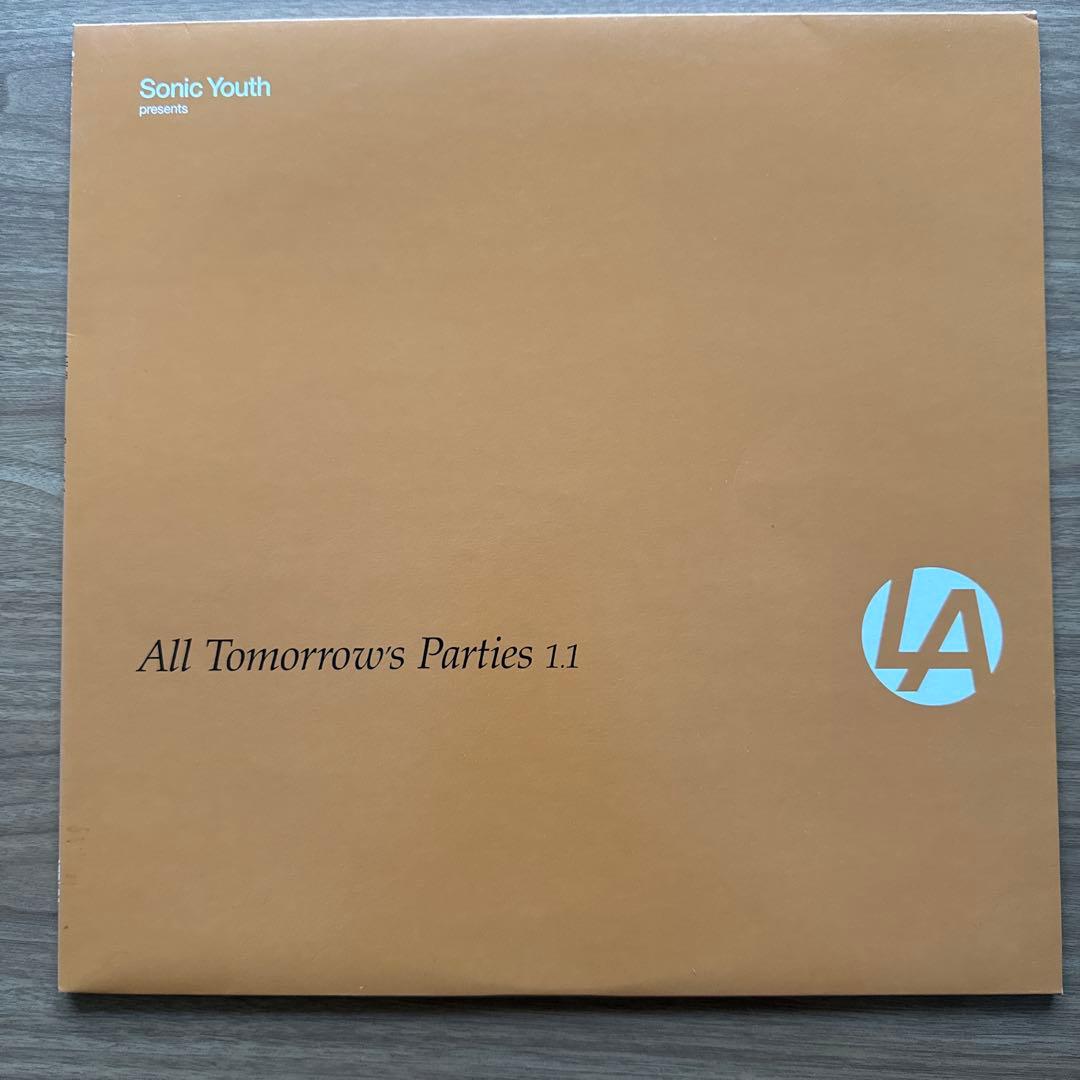 Sonic Youth
presents
All Tomorrow's Parties 1.1
LA